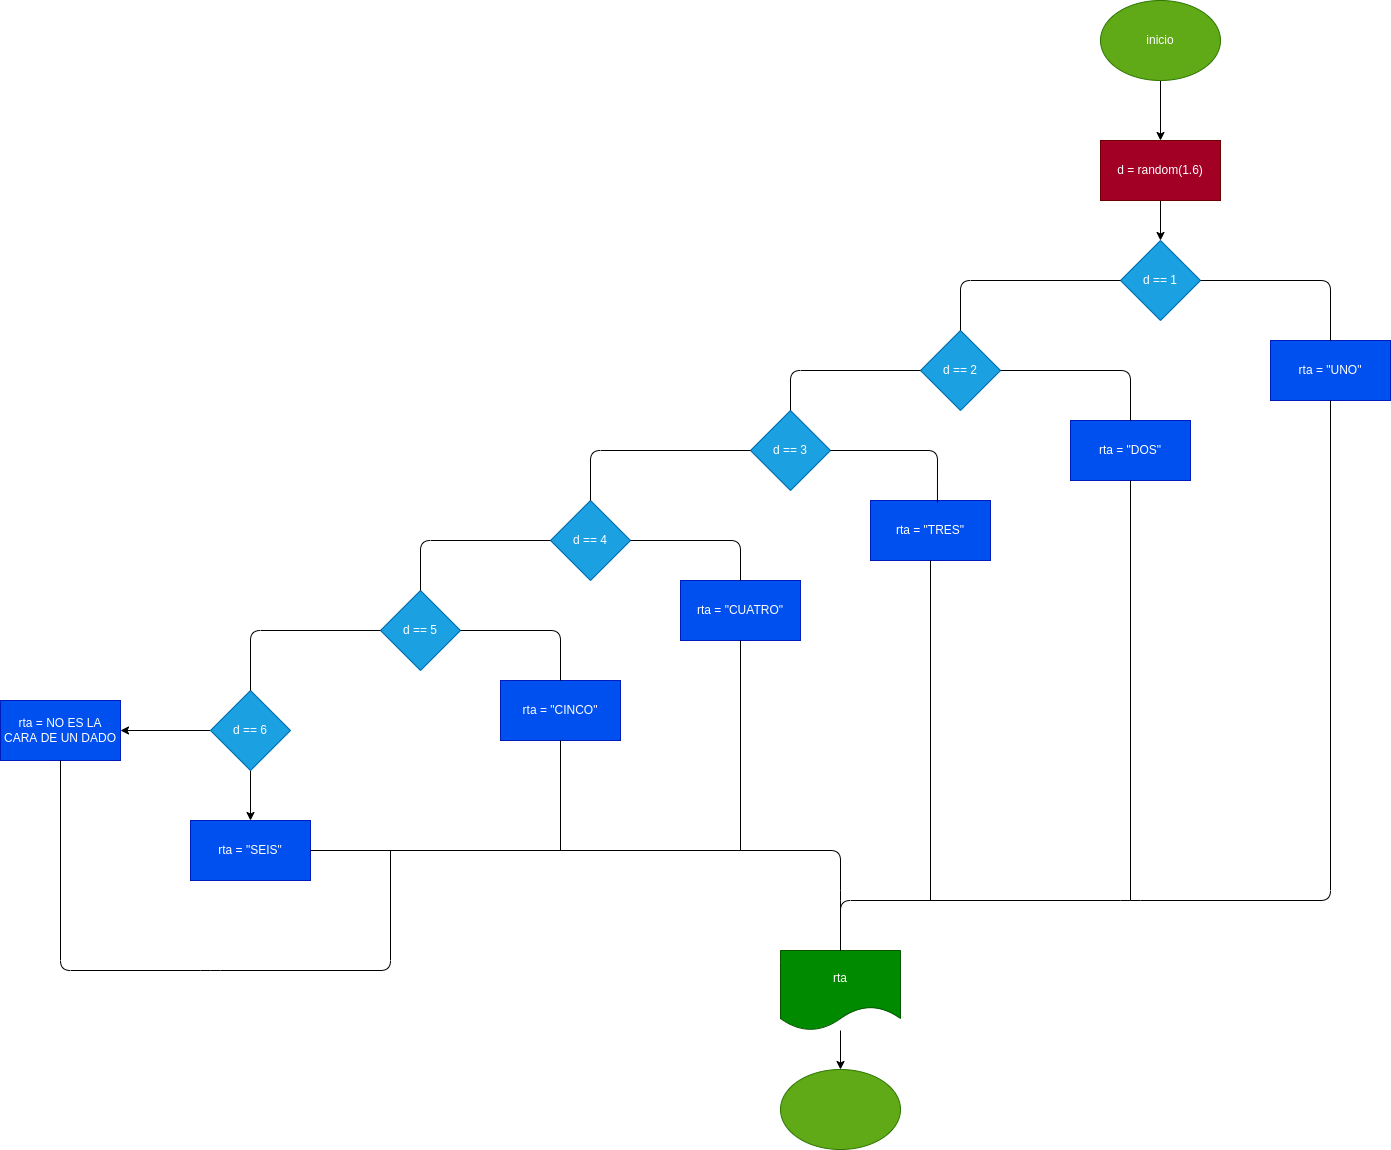 inicio
d = random(1.6)
d == 1
d == 2
rta = "UNO"
d == 3
rta = "DOS"
d == 4
rta = "TRES"
d == 5
rta = "CUATRO"
rta = NO ES LA
CARA DE UN DADO
d == 6
rta = "CINCO"
rta = "SEIS"
rta